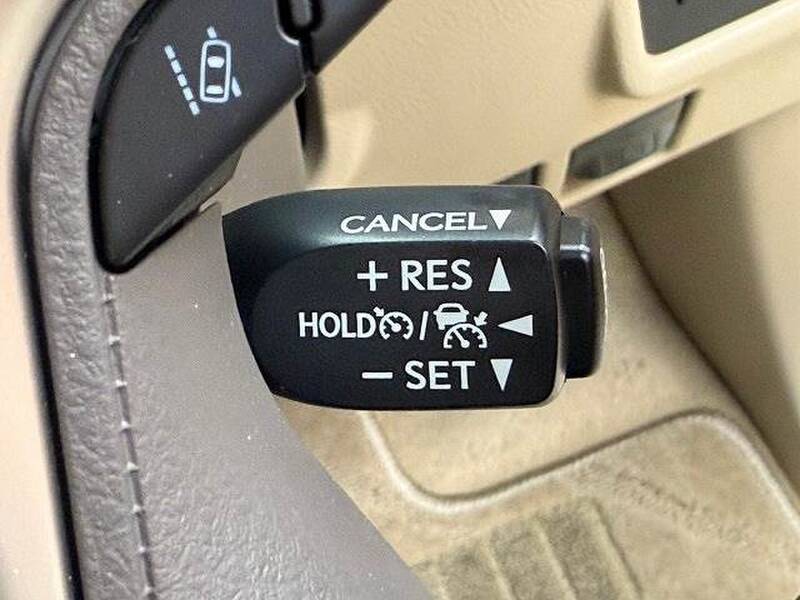 CANCEL▼
+ RES ▲
HOLD / ◀
− SET ▼